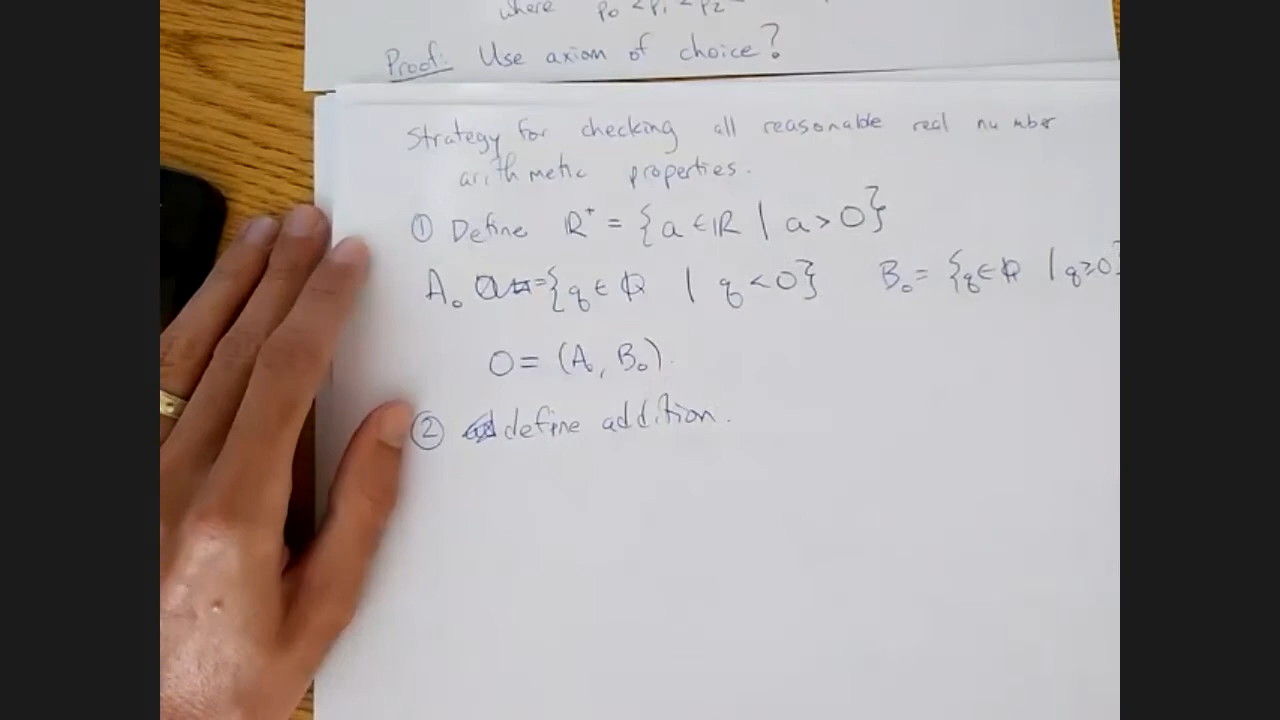 where p₀ < p₁ < p₂
Proof: Use axiom of choice?
Strategy for checking all reasonable real number
arithmetic properties.
① Define ℝ⁺ = {a ∈ ℝ | a > 0}
A₀ = {q ∈ ℚ | q < 0} B₀ = {q ∈ ℚ | q ≥ 0}
0 = (A₀, B₀).
② define addition.